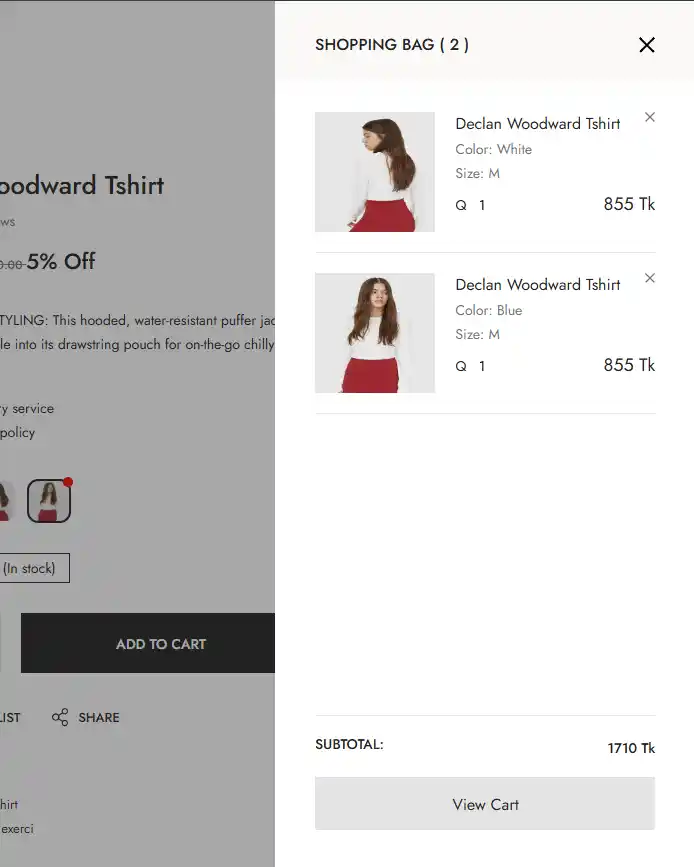 SHOPPING BAG ( 2 )
Declan Woodward Tshirt
Color: White
Size: M
Q 1 855 Tk
Declan Woodward Tshirt
Color: Blue
Size: M
Q 1 855 Tk
SUBTOTAL: 1710 Tk
View Cart
oodward Tshirt
ws
0.00 5% Off
TYLING: This hooded, water-resistant puffer jac
le into its drawstring pouch for on-the-go chilly
ry service
policy
(In stock)
ADD TO CART
LIST SHARE
hirt
exerci